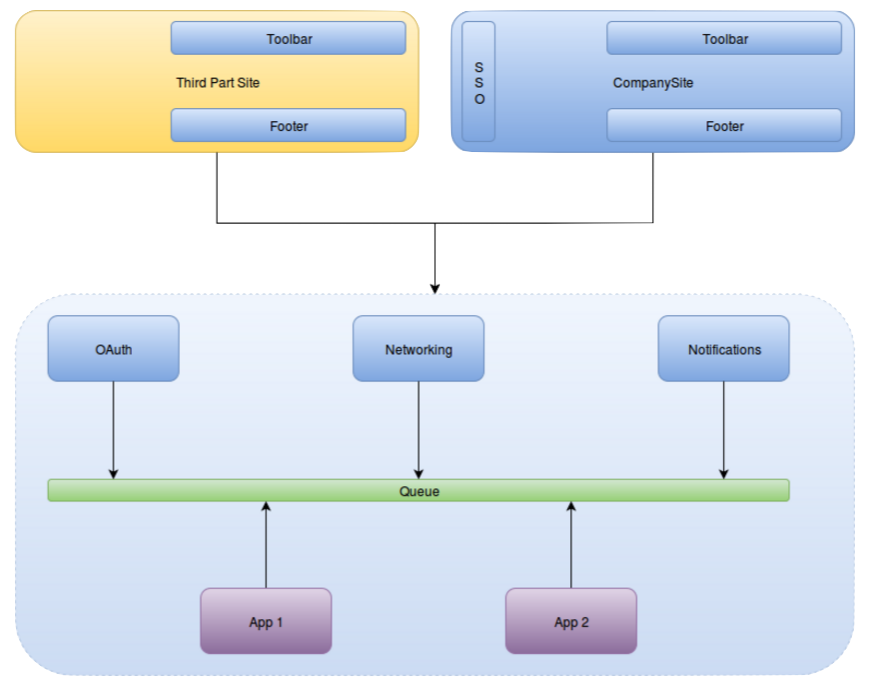 Toolbar
Third Part Site
Footer
S
S
O
Toolbar
CompanySite
Footer
OAuth
Networking
Notifications
Queue
App 1
App 2